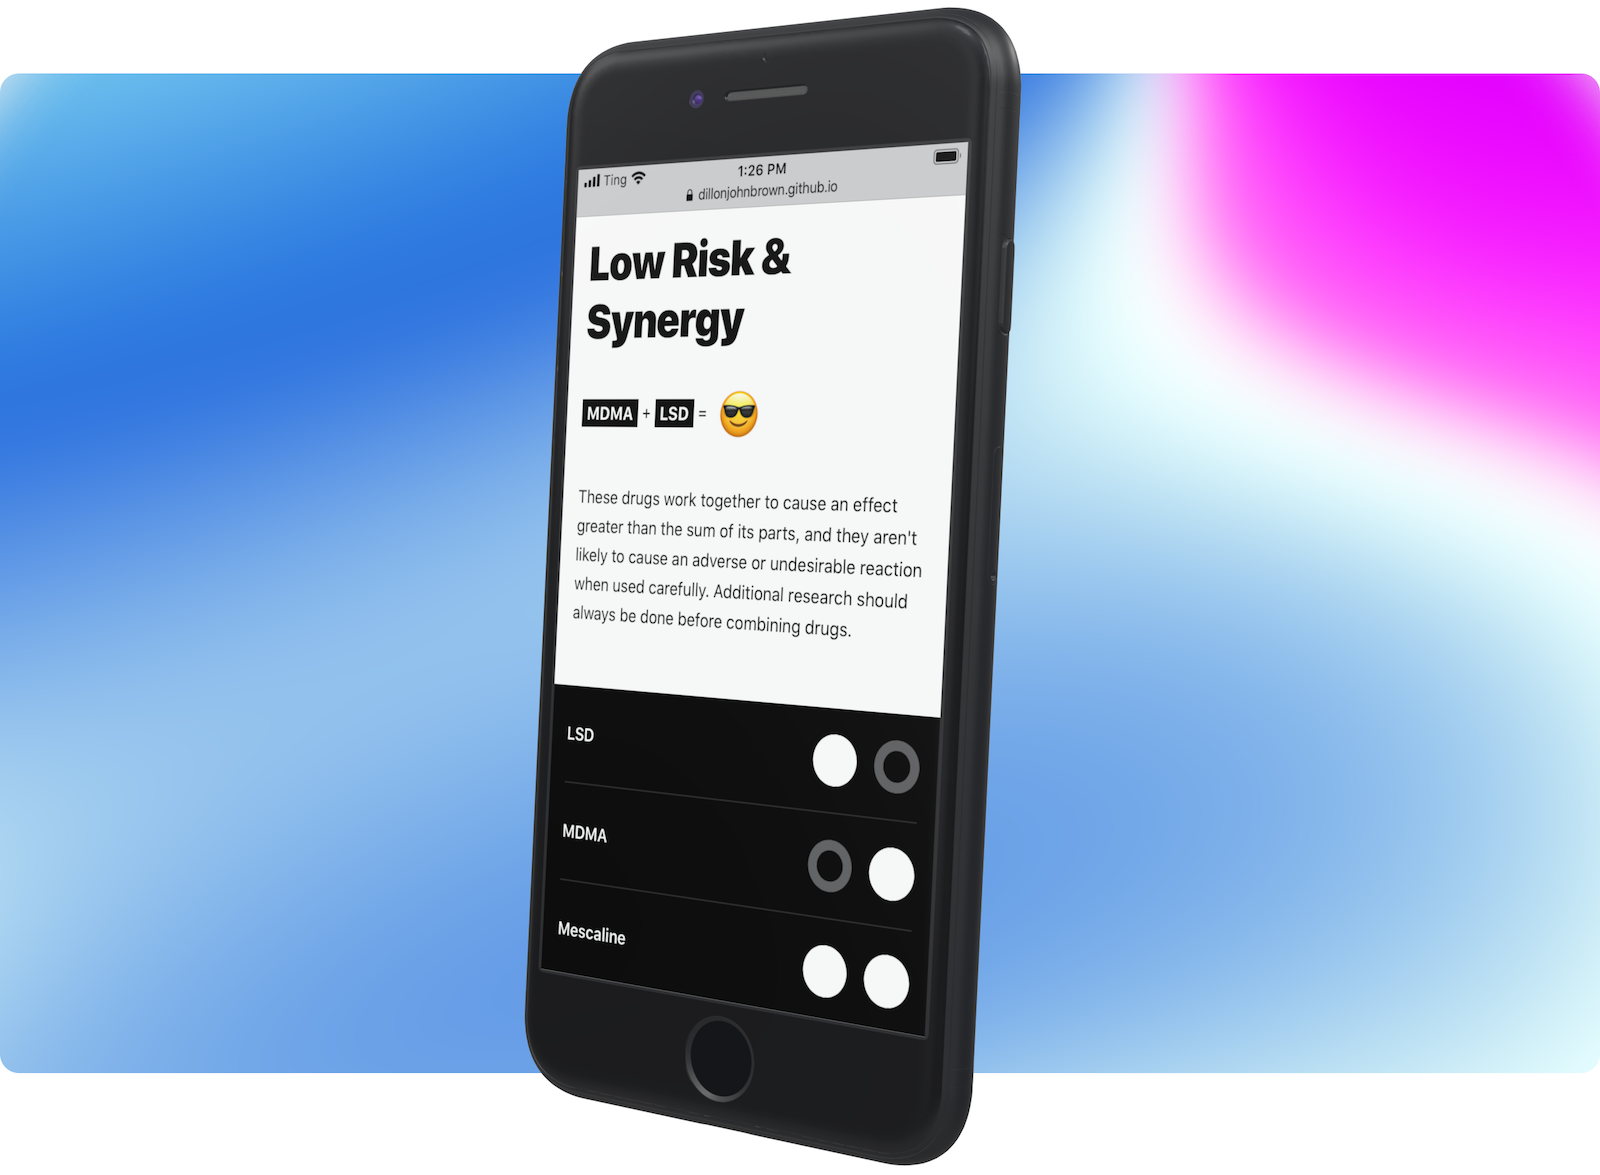 Ting
1:26 PM
dillonjohnbrown.github.io
Low Risk &
Synergy
MDMA + LSD =
These drugs work together to cause an effect
greater than the sum of its parts, and they aren't
likely to cause an adverse or undesirable reaction
when used carefully. Additional research should
always be done before combining drugs.
LSD
MDMA
Mescaline